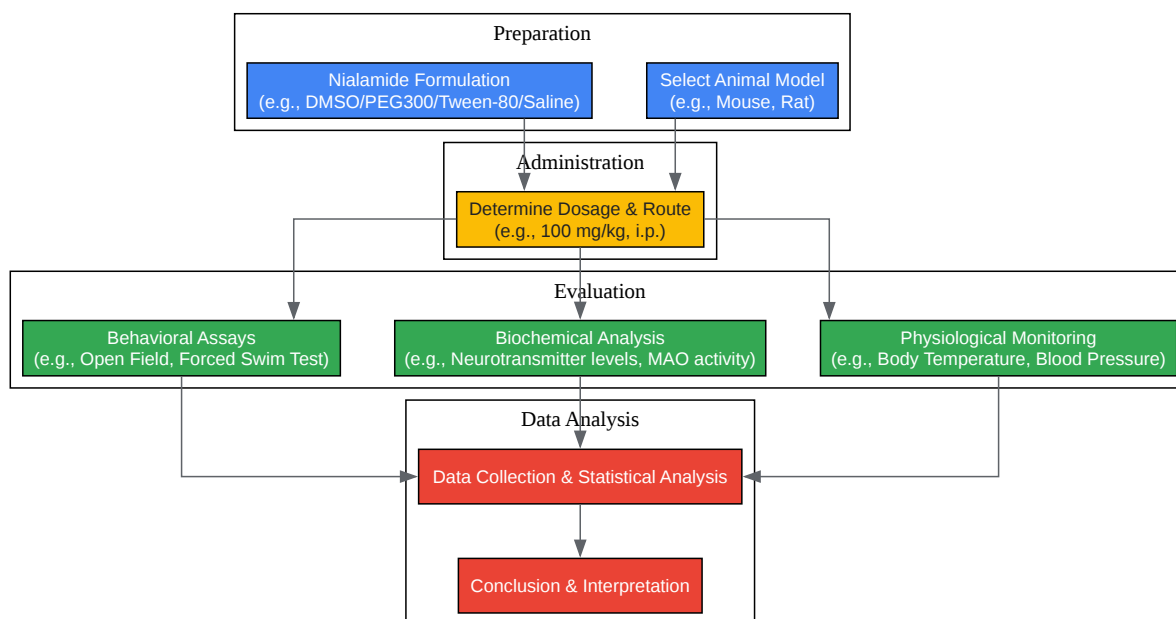 Preparation
Nialamide Formulation
(e.g., DMSO/PEG300/Tween-80/Saline)
Select Animal Model
(e.g., Mouse, Rat)
Administration
Determine Dosage & Route
(e.g., 100 mg/kg, i.p.)
Evaluation
Behavioral Assays
(e.g., Open Field, Forced Swim Test)
Biochemical Analysis
(e.g., Neurotransmitter levels, MAO activity)
Physiological Monitoring
(e.g., Body Temperature, Blood Pressure)
Data Analysis
Data Collection & Statistical Analysis
Conclusion & Interpretation